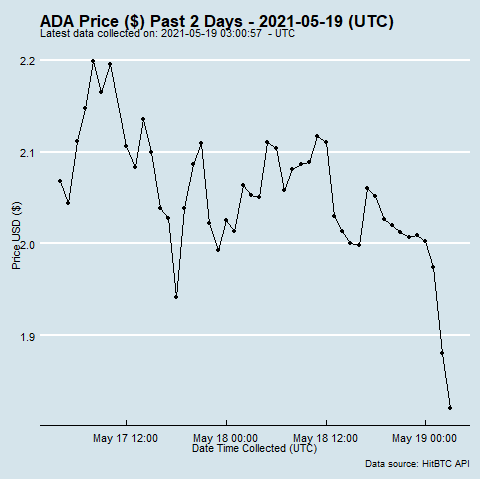 ADA Price ($) Past 2 Days - 2021-05-19 (UTC)
Latest data collected on: 2021-05-19 03:00:57  - UTC
2.2
2.1
2.0
1.9
Price USD ($)
May 17 12:00
May 18 00:00
May 18 12:00
May 19 00:00
Date Time Collected (UTC)
Data source: HitBTC API